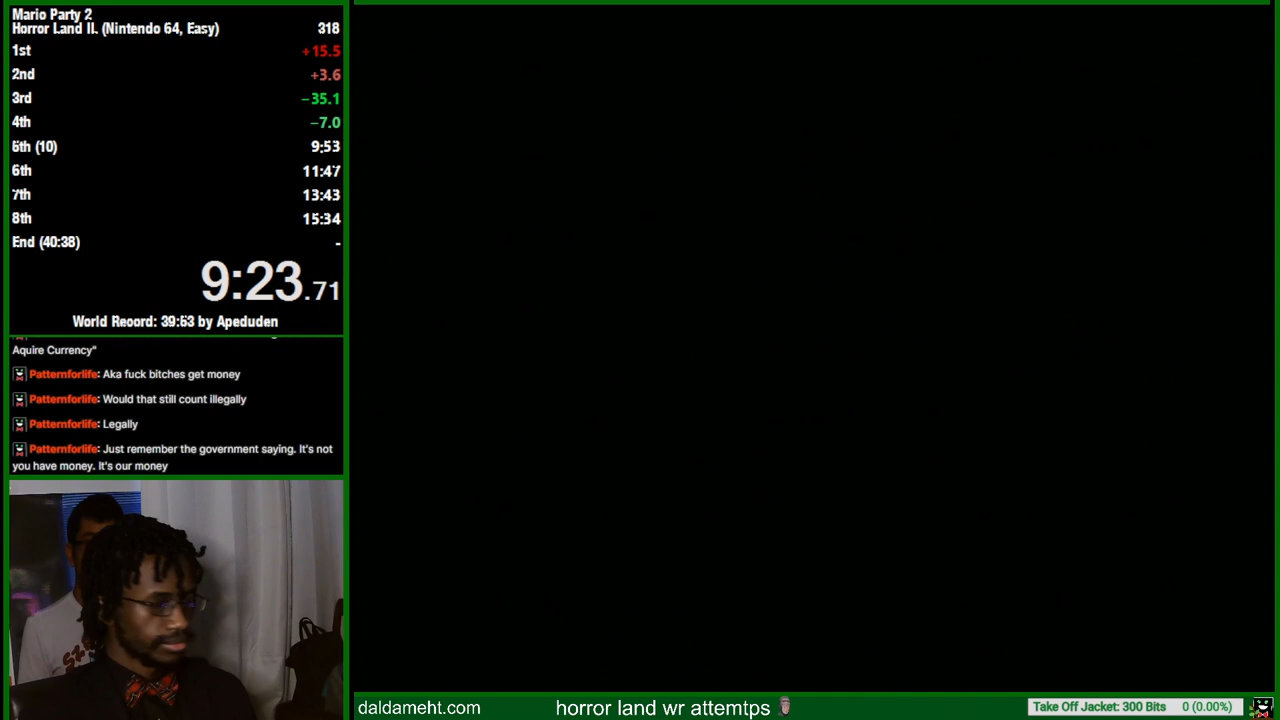 Mario Party 2
Horror Land II. (Nintendo 64, Easy) 318
1st +15.5
2nd +3.6
3rd −35.1
4th −7.0
5th (10) 9:53
6th 11:47
7th 13:43
8th 15:34
End (40:38) -
9:23.71
World Record: 39:53 by Apeduden
Aquire Currency"
Patternforlife: Aka fuck bitches get money
Patternforlife: Would that still count illegally
Patternforlife: Legally
Patternforlife: Just remember the government saying. It's not
you have money. It's our money
daldameht.com
horror land wr attemtps
Take Off Jacket: 300 Bits 0 (0.00%)